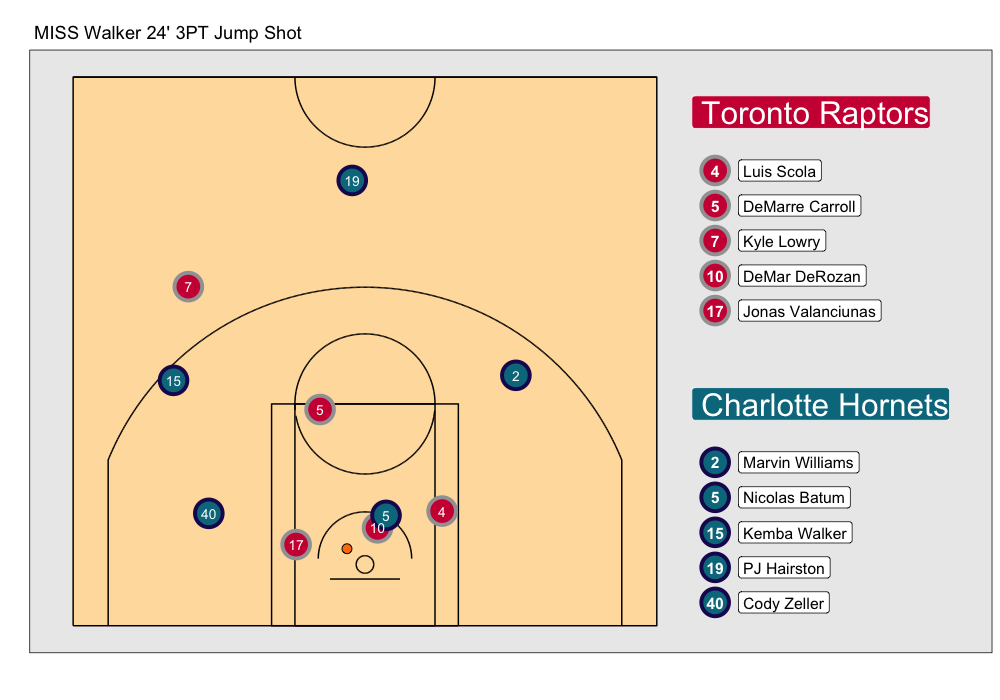 MISS Walker 24' 3PT Jump Shot
Toronto Raptors
4 Luis Scola
5 DeMarre Carroll
7 Kyle Lowry
10 DeMar DeRozan
17 Jonas Valanciunas
Charlotte Hornets
2 Marvin Williams
5 Nicolas Batum
15 Kemba Walker
19 PJ Hairston
40 Cody Zeller
19
7
15
2
5
40
5
4
10
17